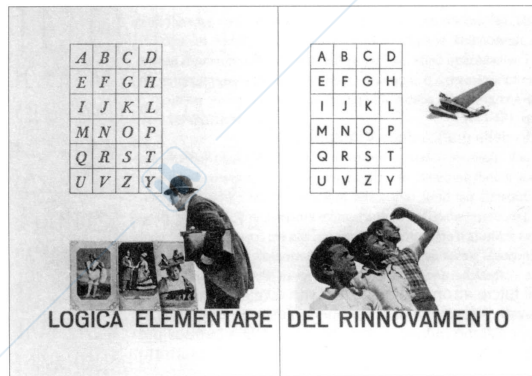 A B C D
E F G H
I J K L
M N O P
Q R S T
U V Z Y
A B C D
E F G H
I J K L
M N O P
Q R S T
U V Z Y
LOGICA ELEMENTARE DEL RINNOVAMENTO